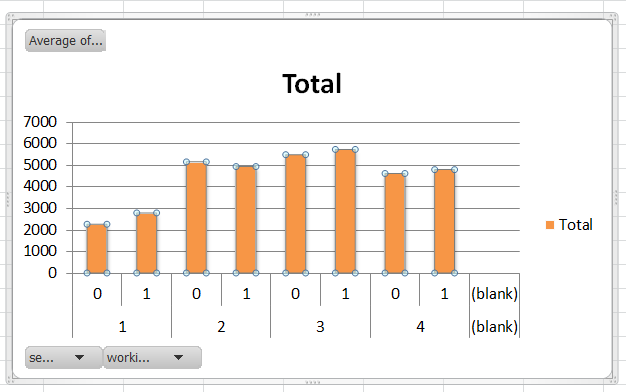 Average of...
Total
7000
6000
5000
4000
3000
2000
1000
0
Total
0 1 0 1 0 1 0 1 (blank)
1 2 3 4 (blank)
se... worki...